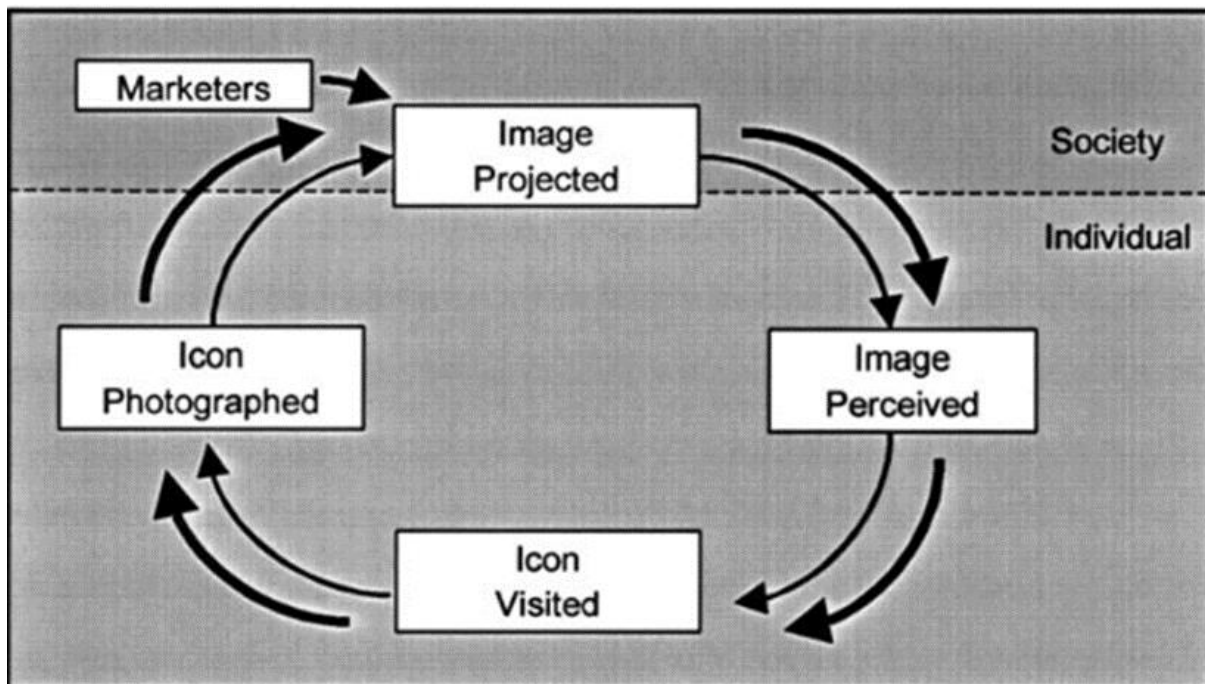 Marketers
Image
Projected
Society
Individual
Icon
Photographed
Image
Perceived
Icon
Visited